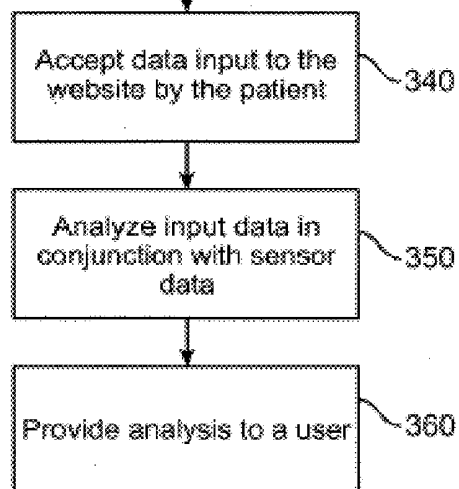 Accept data input to the
website by the patient
340
Analyze input data in
conjunction with sensor
data
350
Provide analysis to a user
360